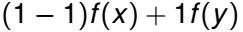 (1 − 1)f(x) + 1f(y)